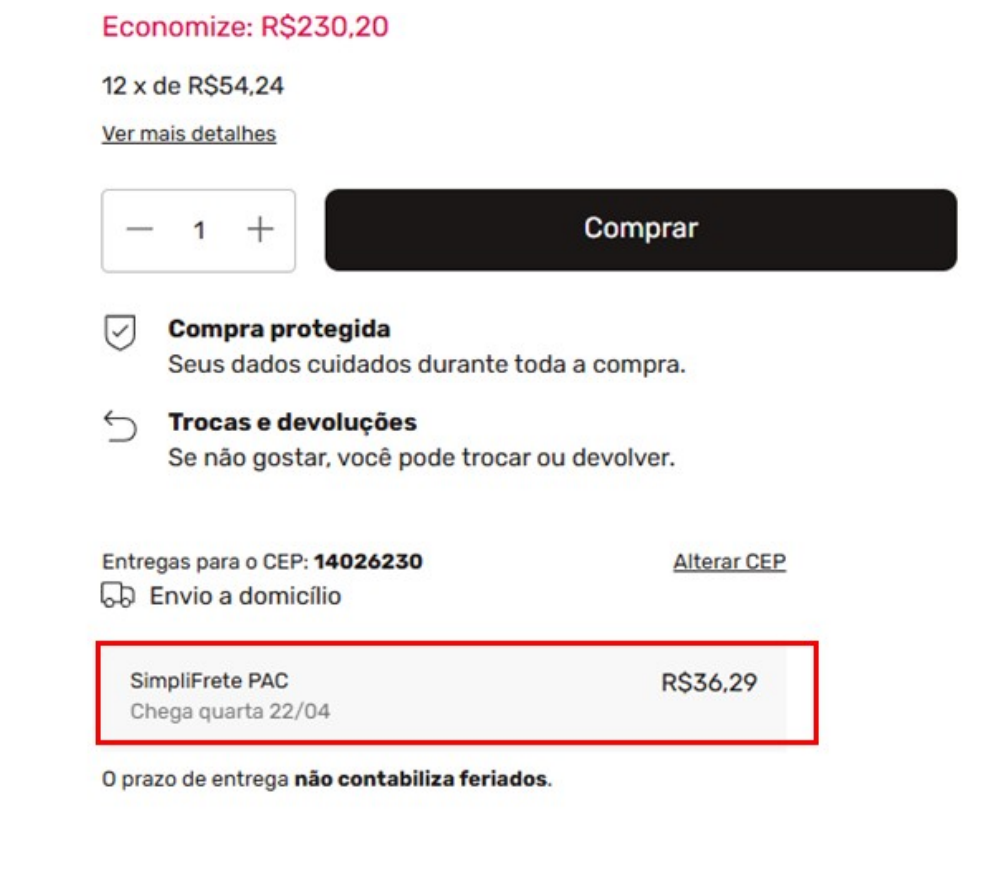 Economize: R$230,20
12 x de R$54,24
Ver mais detalhes
— 1 +
Comprar
Compra protegida
Seus dados cuidados durante toda a compra.
Trocas e devoluções
Se não gostar, você pode trocar ou devolver.
Entregas para o CEP: 14026230
Alterar CEP
Envio a domicílio
SimpliFrete PAC
R$36,29
Chega quarta 22/04
O prazo de entrega não contabiliza feriados.